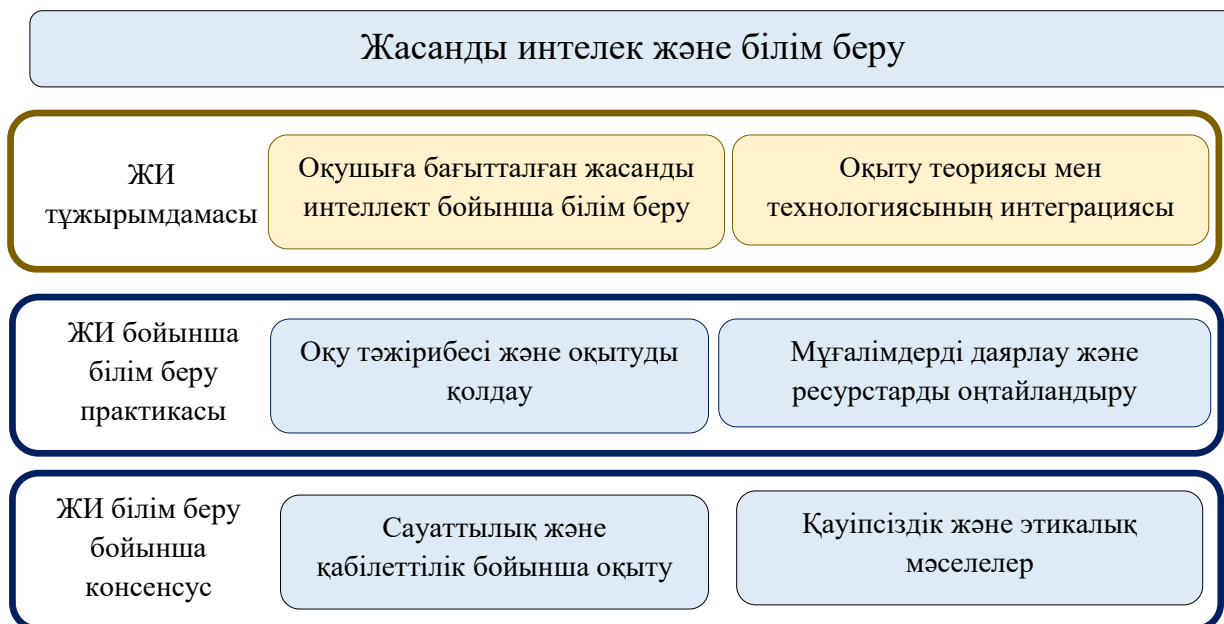 Жасанды интелек және білім беру
ЖИ
тұжырымдамасы
Оқушыға бағытталған жасанды
интеллект бойынша білім беру
Оқыту теориясы мен
технологиясының интеграциясы
ЖИ бойынша
білім беру
практикасы
Оқу тәжірибесі және оқытуды
қолдау
Мұғалімдерді даярлау және
ресурстарды оңтайландыру
ЖИ білім беру
бойынша
консенсус
Сауаттылық және
қабілеттілік бойынша оқыту
Қауіпсіздік және этикалық
мәселелер